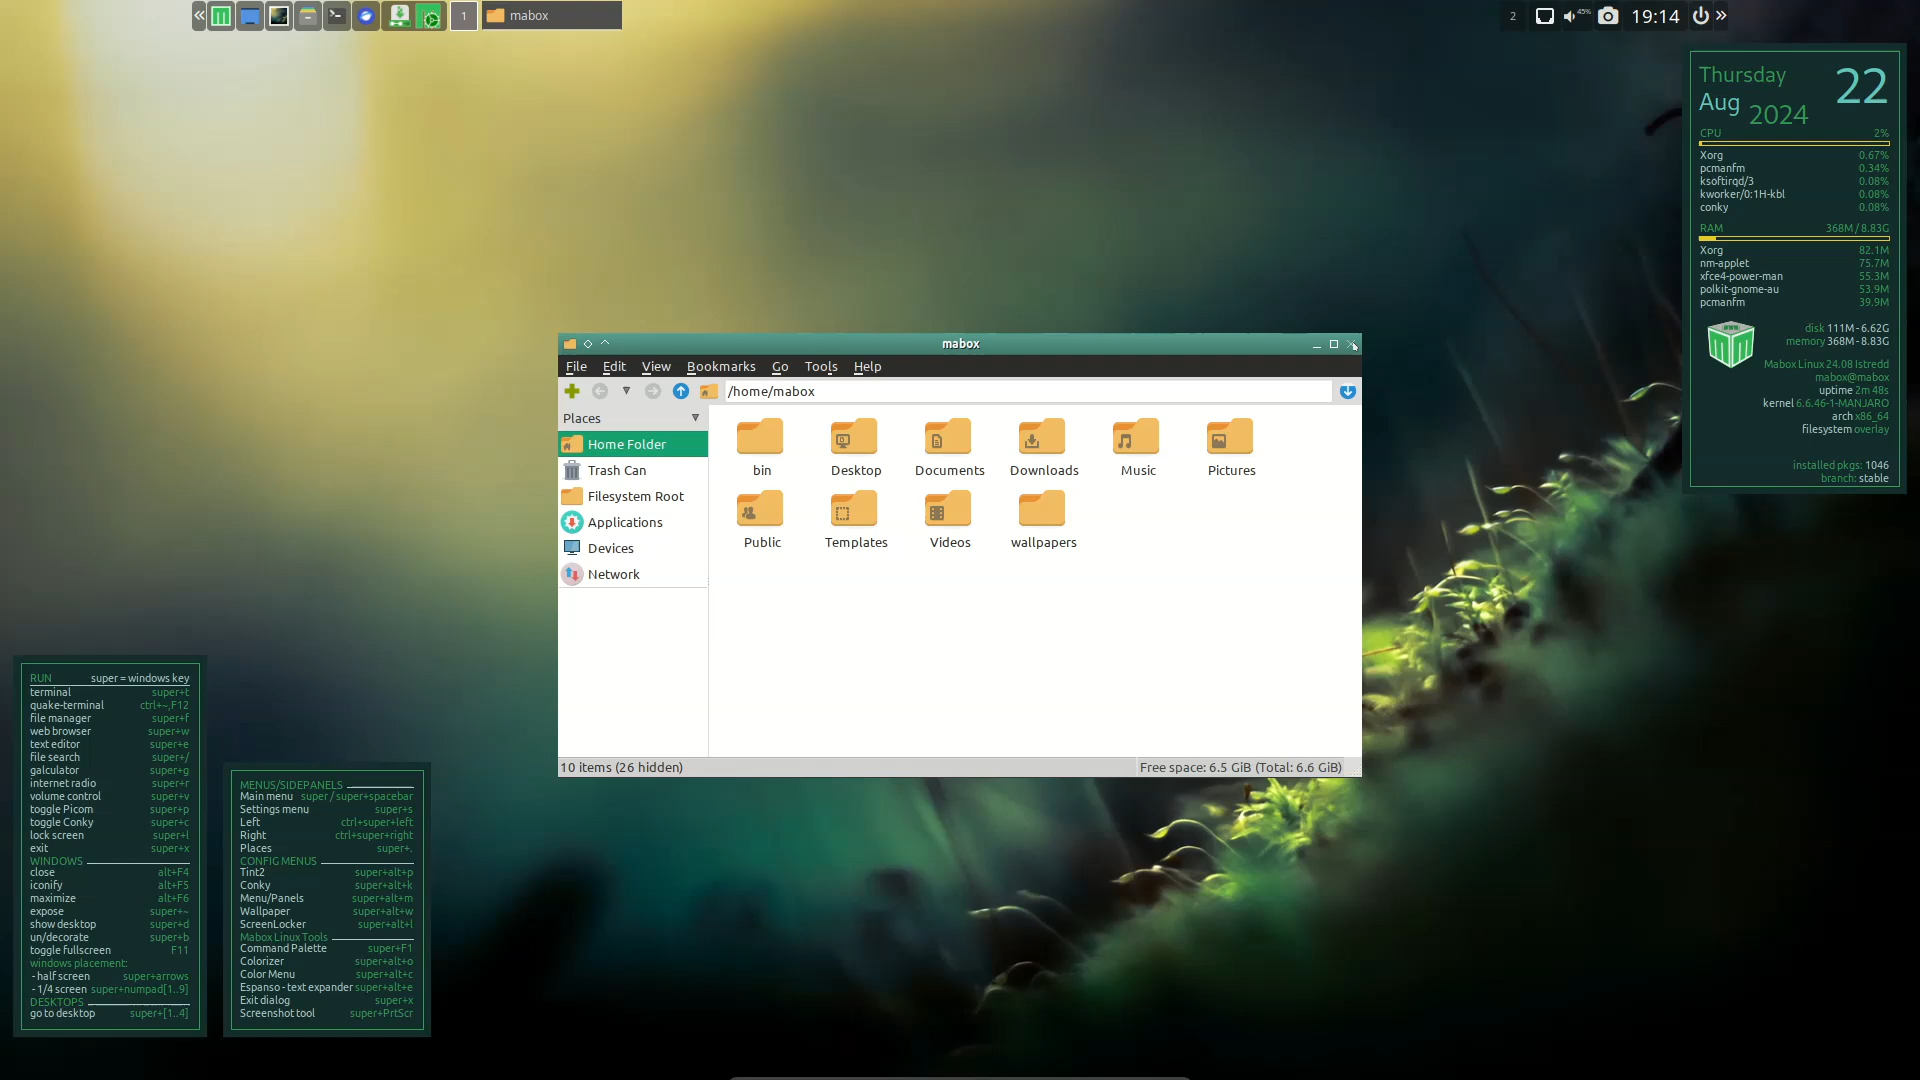 1
mabox
2
45%
19:14
Thursday
22
Aug
2024
CPU 2%
Xorg 0.67%
pcmanfm 0.34%
ksoftirqd/3 0.08%
kworker/0:1H-kbl 0.08%
conky 0.08%
RAM 368M / 8.83G
Xorg 82.1M
nm-applet 75.7M
xfce4-power-man 55.3M
polkit-gnome-au 53.9M
pcmanfm 39.9M
disk 111M - 6.62G
memory 368M - 8.83G
Mabox Linux 24.08 Istredd
mabox@mabox
uptime 2m 48s
kernel 6.6.46-1-MANJARO
arch x86_64
filesystem overlay
installed pkgs: 1046
branch: stable
mabox
File Edit View Bookmarks Go Tools Help
/home/mabox
Places
Home Folder
Trash Can
Filesystem Root
Applications
Devices
Network
bin Desktop Documents Downloads Music Pictures
Public Templates Videos wallpapers
10 items (26 hidden)
Free space: 6.5 GiB (Total: 6.6 GiB)
RUN super = windows key
terminal super+t
quake-terminal ctrl+~,F12
file manager super+f
web browser super+w
text editor super+e
file search super+/
galculator super+g
internet radio super+r
volume control super+v
toggle Picom super+p
toggle Conky super+c
lock screen super+l
exit super+x
WINDOWS
close alt+F4
iconify alt+F5
maximize alt+F6
expose super+~
show desktop super+d
un/decorate super+b
toggle fullscreen F11
windows placement:
- half screen super+arrows
- 1/4 screen super+numpad[1..9]
DESKTOPS
go to desktop super+[1..4]
MENUS/SIDEPANELS
Main menu super / super+spacebar
Settings menu super+s
Left ctrl+super+left
Right ctrl+super+right
Places super+.
CONFIG MENUS
Tint2 super+alt+p
Conky super+alt+k
Menu/Panels super+alt+m
Wallpaper super+alt+w
ScreenLocker super+alt+l
Mabox Linux Tools
Command Palette super+F1
Colorizer super+alt+o
Color Menu super+alt+c
Espanso - text expander super+alt+e
Exit dialog super+x
Screenshot tool super+PrtScr